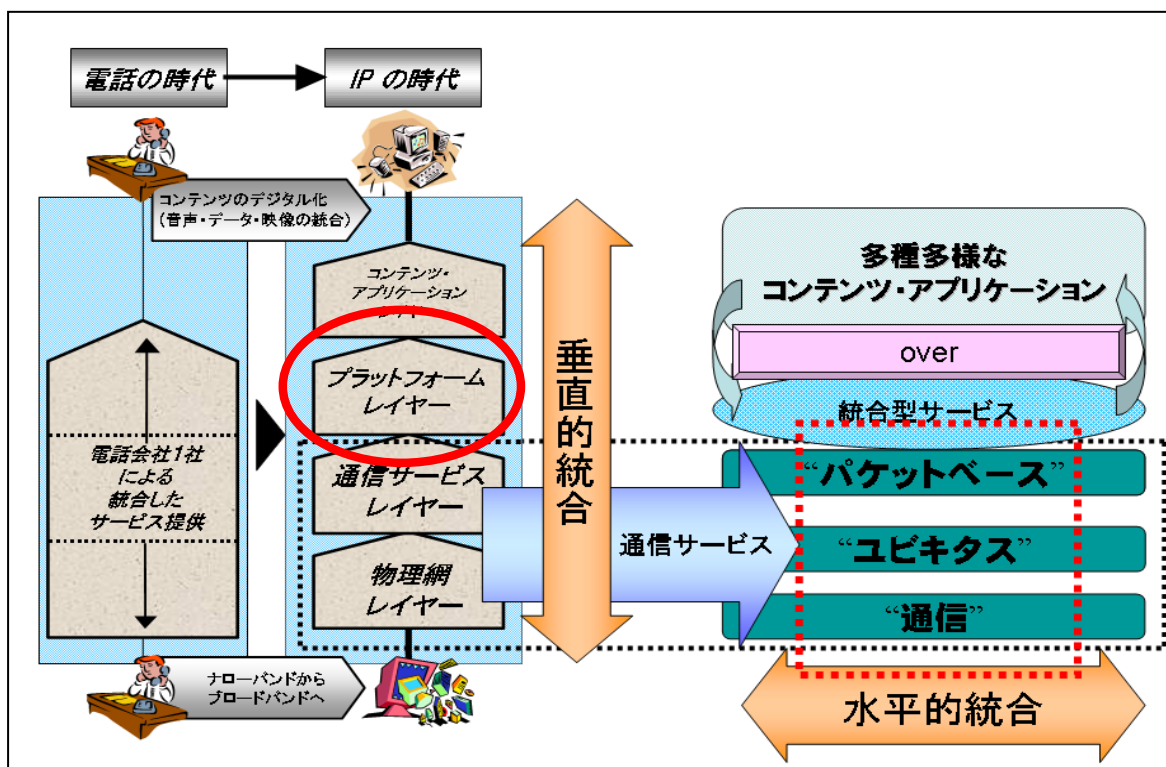 電話の時代
IP の時代
コンテンツのデジタル化
(音声・データ・映像の統合)
コンテンツ・
アプリケーション
プラットフォーム
レイヤー
通信サービス
レイヤー
物理網
レイヤー
電話会社1社
による
統合した
サービス提供
ナローバンドから
ブロードバンドへ
垂直的統合
通信サービス
多種多様な
コンテンツ・アプリケーション
over
統合型サービス
“パケットベース”
“ユビキタス”
“通信”
水平的統合